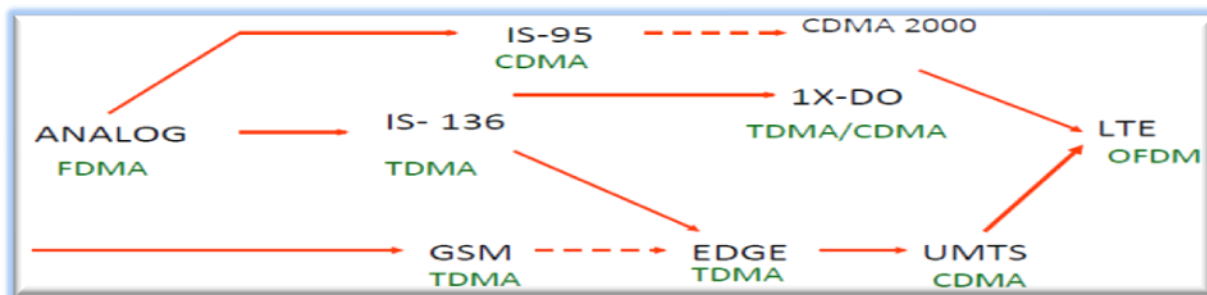 IS-95
CDMA
CDMA 2000
ANALOG
FDMA
IS- 136
TDMA
1X-DO
TDMA/CDMA
LTE
OFDM
GSM
TDMA
EDGE
TDMA
UMTS
CDMA